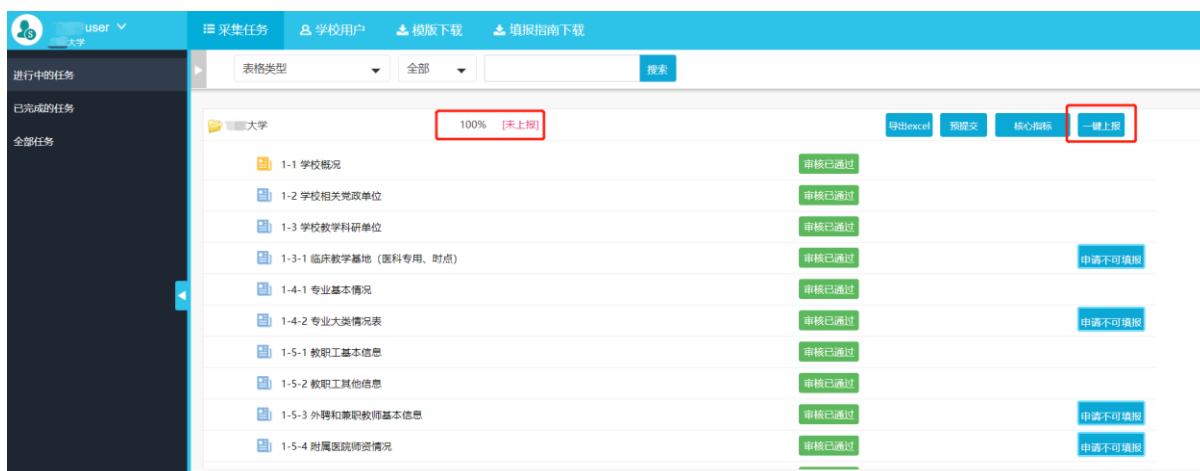 user
大学
采集任务 学校用户 模版下载 填报指南下载
进行中的任务
已完成的任务
全部任务
表格类型 全部 搜索
大学 100% [未上报] 导出excel 预提交 核心指标 一键上报
1-1 学校概况 审核已通过
1-2 学校相关党政单位 审核已通过
1-3 学校教学科研单位 审核已通过
1-3-1 临床教学基地（医科专用、时点） 审核已通过 申请不可填报
1-4-1 专业基本情况 审核已通过
1-4-2 专业大类情况表 审核已通过 申请不可填报
1-5-1 教职工基本信息 审核已通过
1-5-2 教职工其他信息 审核已通过
1-5-3 外聘和兼职教师基本信息 审核已通过 申请不可填报
1-5-4 附属医院师资情况 审核已通过 申请不可填报